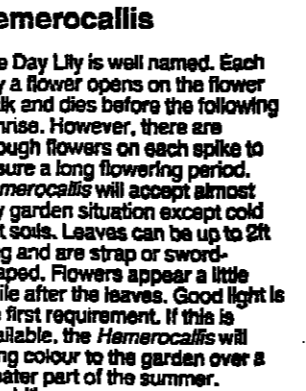 emerocallis
e Day Lily is well named. Each
y a flower opens on the flower
lk and dies before the following
nrise. However, there are
ough flowers on each spike to
sure a long flowering period.
merocallis will accept almost
y garden situation except cold
t soils. Leaves can be up to 2ft
g and are strap or sword-
aped. Flowers appear a little
ile after the leaves. Good light is
e first requirement. If this is
ailable, the Hemerocallis will
ing colour to the garden over a
eater part of the summer.